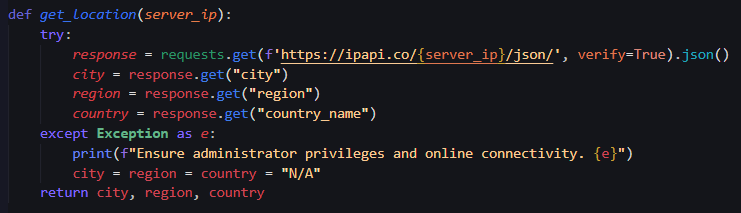 def get_location(server_ip):
    try:
        response = requests.get(f'https://ipapi.co/{server_ip}/json/', verify=True).json()
        city = response.get("city")
        region = response.get("region")
        country = response.get("country_name")
    except Exception as e:
        print(f"Ensure administrator privileges and online connectivity. {e}")
        city = region = country = "N/A"
    return city, region, country